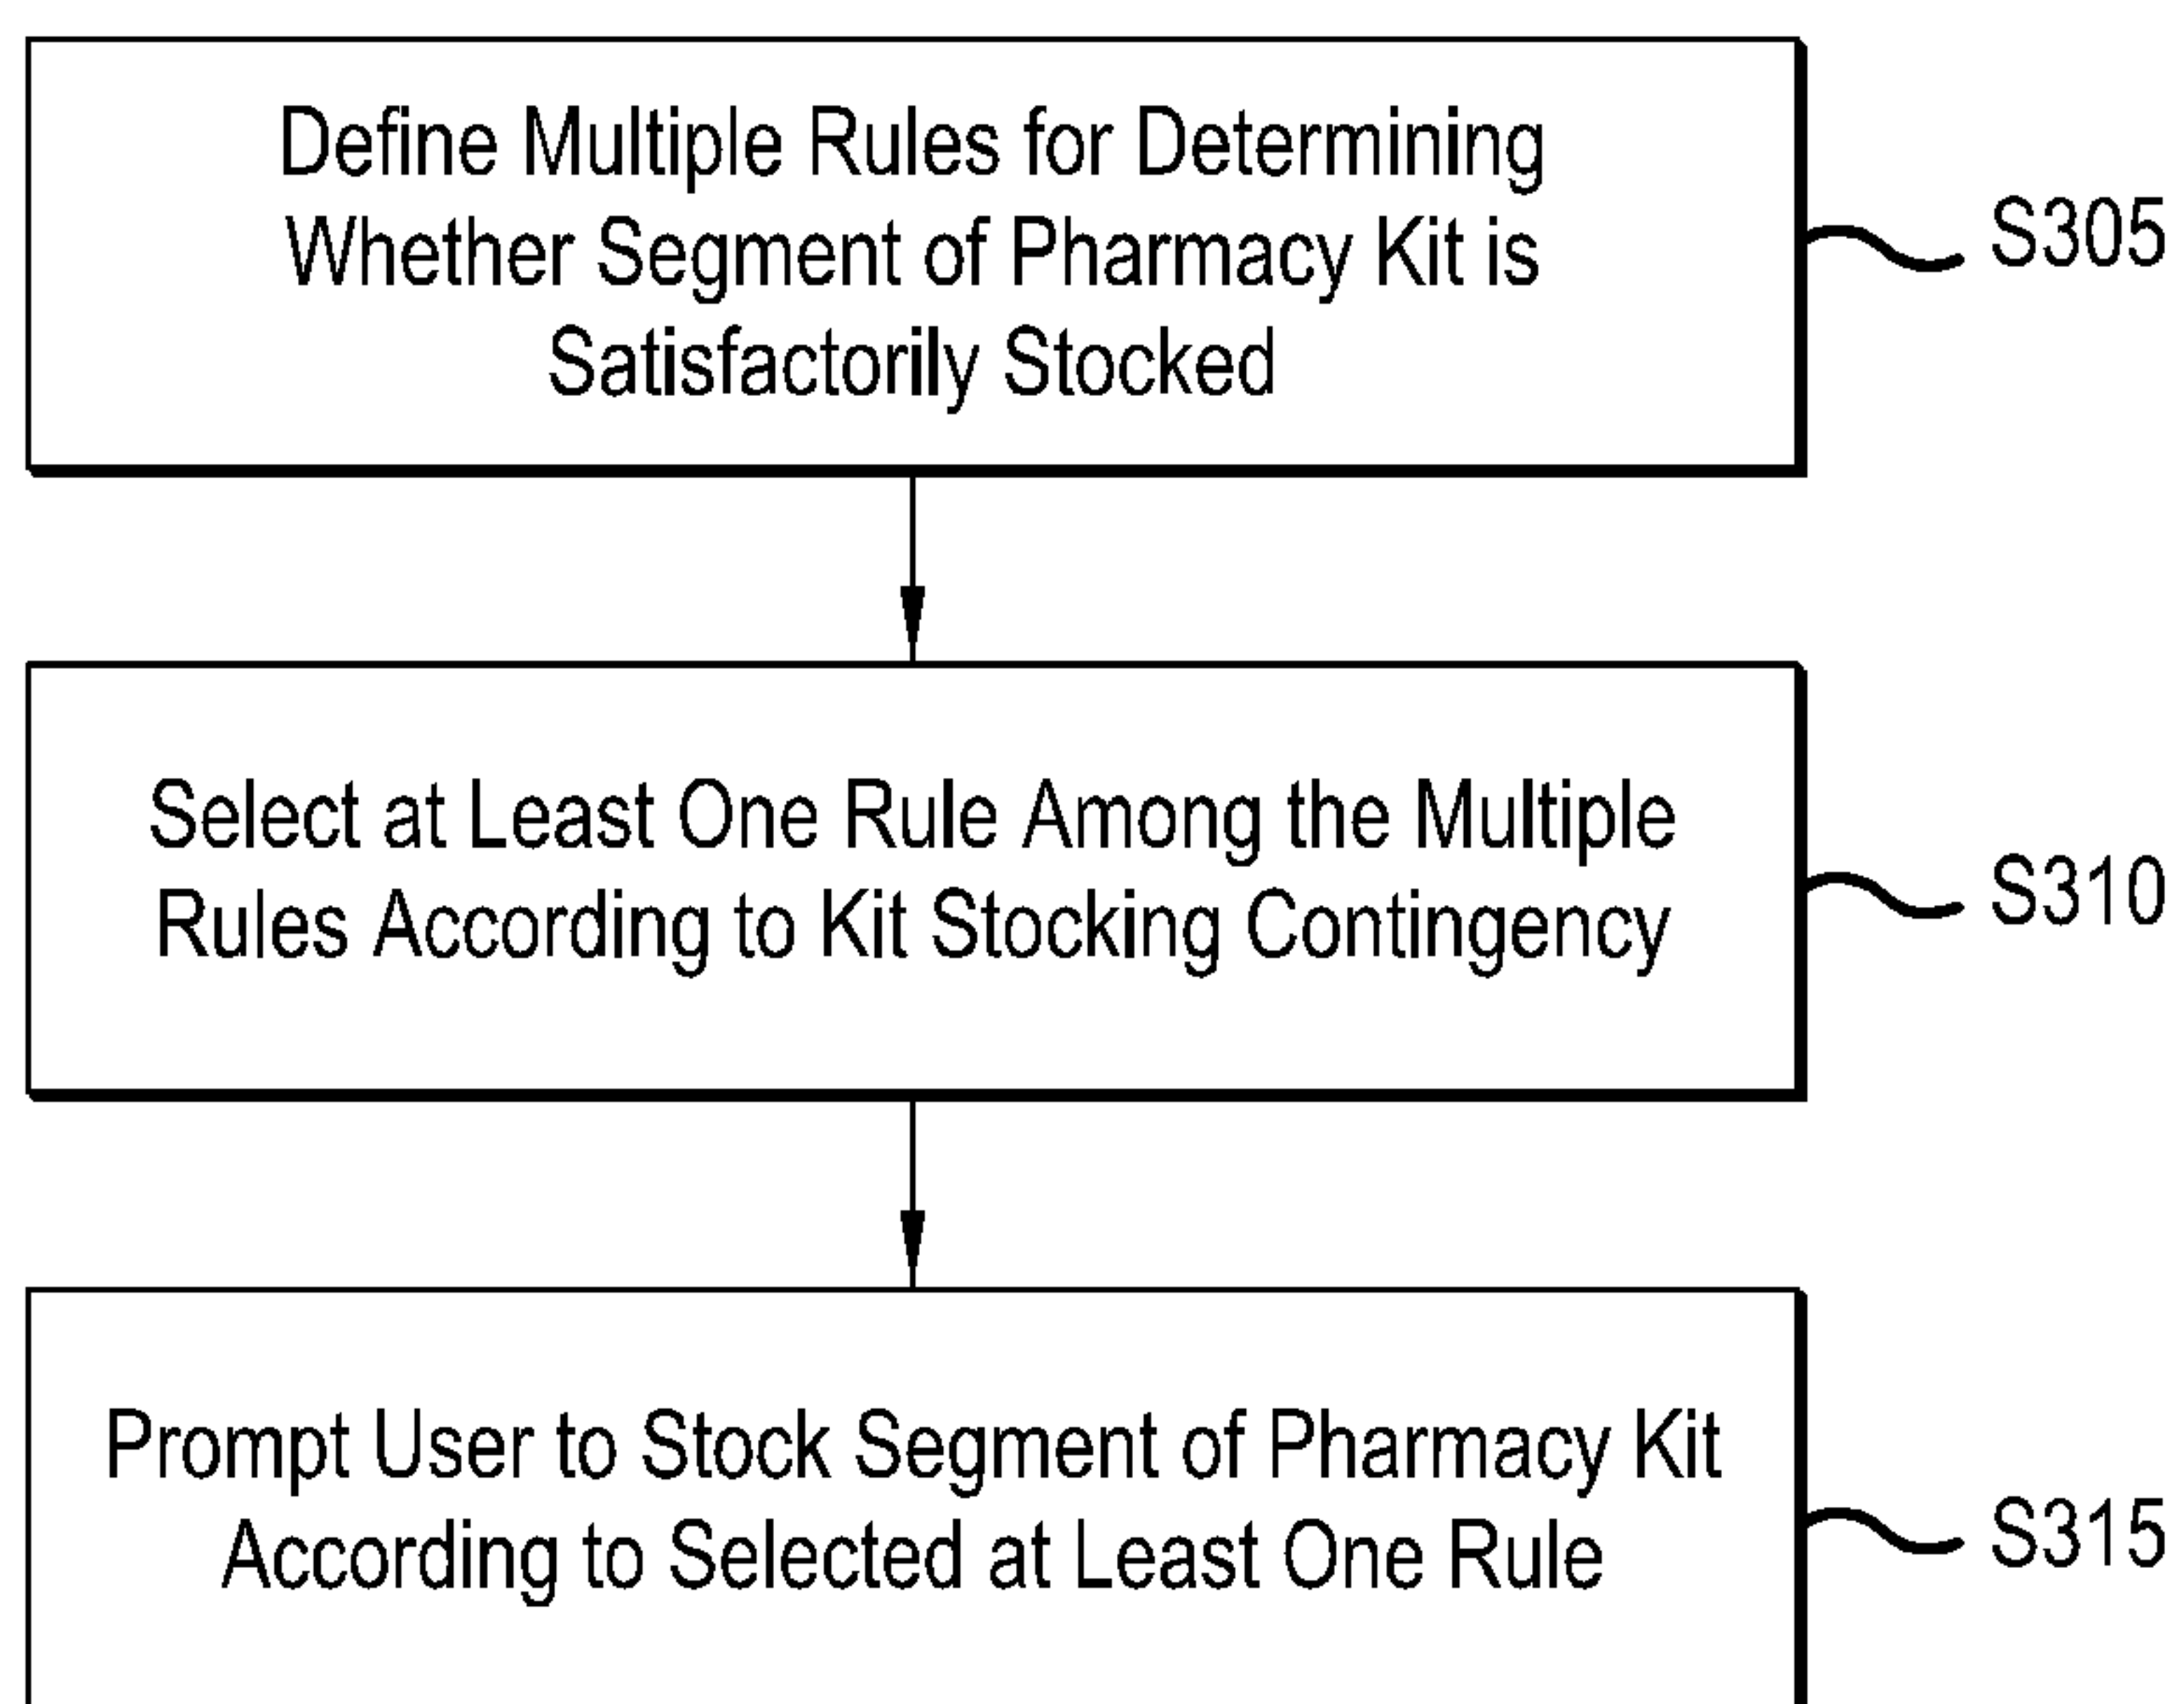 Define Multiple Rules for Determining
Whether Segment of Pharmacy Kit is
Satisfactorily Stocked
S305
Select at Least One Rule Among the Multiple
Rules According to Kit Stocking Contingency
S310
Prompt User to Stock Segment of Pharmacy Kit
According to Selected at Least One Rule
S315